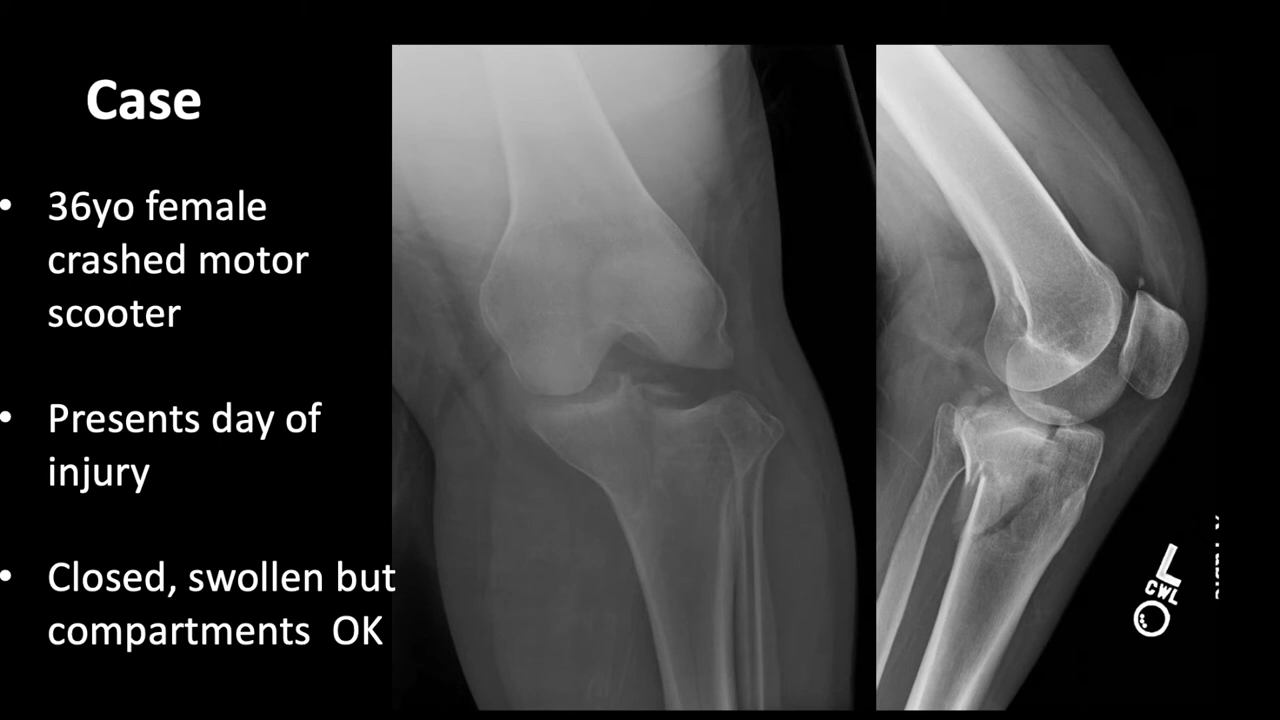 Case
• 36yo female
crashed motor
scooter
• Presents day of
injury
• Closed, swollen but
compartments OK
L
CWL